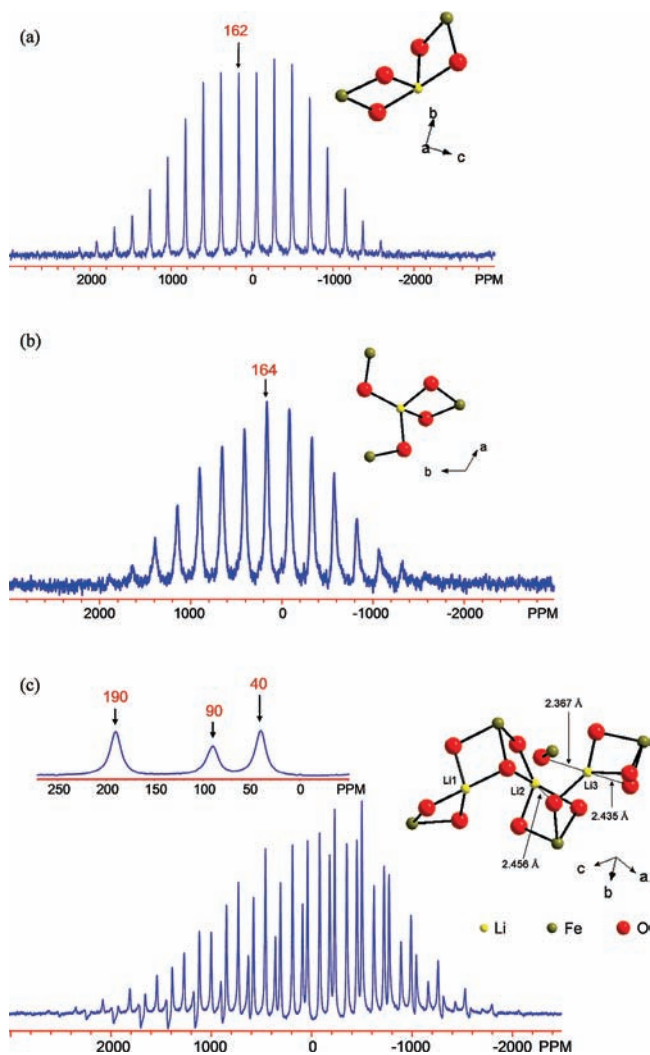 (a)
162
b
a
c
2000 1000 0 -1000 -2000 PPM
(b)
164
a
b
2000 1000 0 -1000 -2000 PPM
(c)
190
90
40
250 200 150 100 50 0 PPM
2.367 Å
Li1
Li2
Li3
2.435
2.456 Å
c
b
a
Li Fe O
2000 1000 0 -1000 PPM -2000